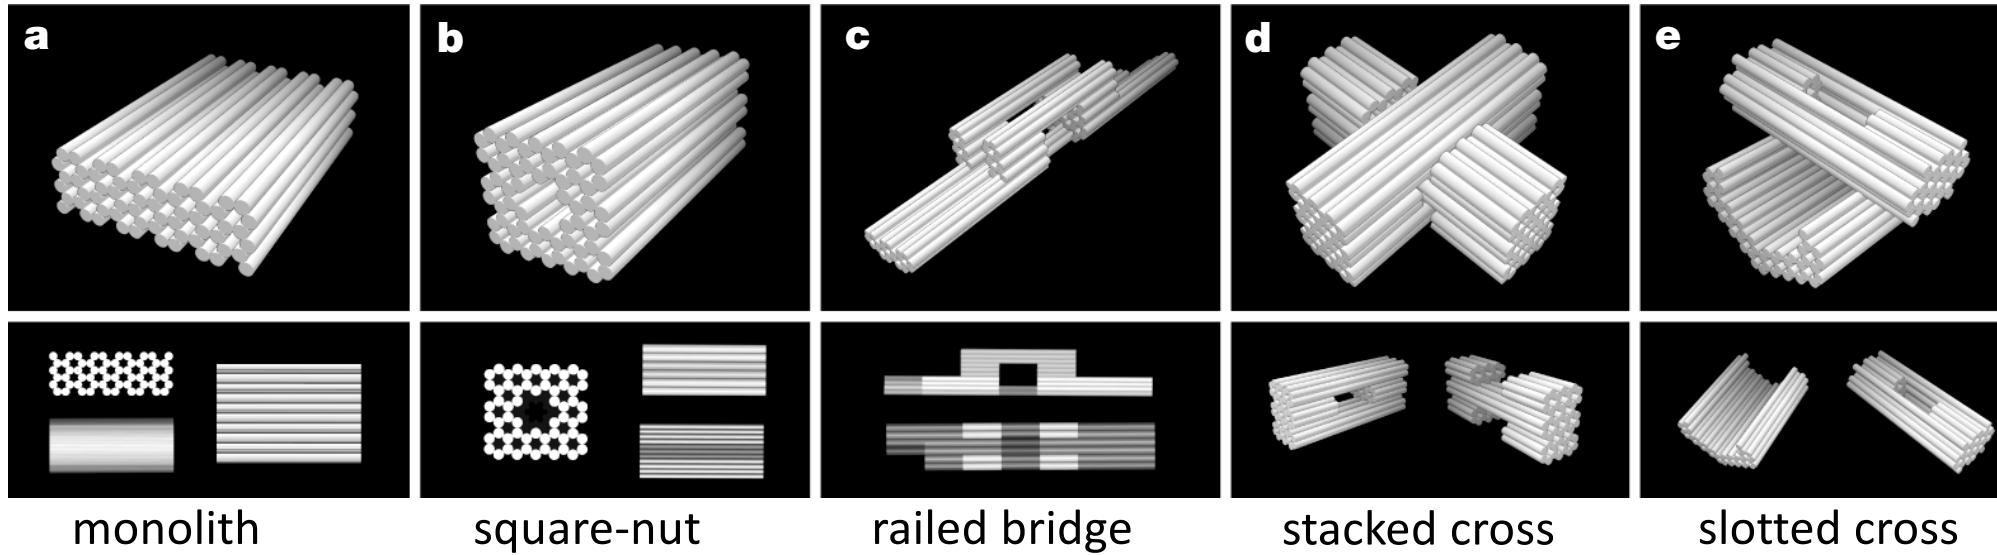 a
b
c
d
e
monolith
square-nut
railed bridge
stacked cross
slotted cross